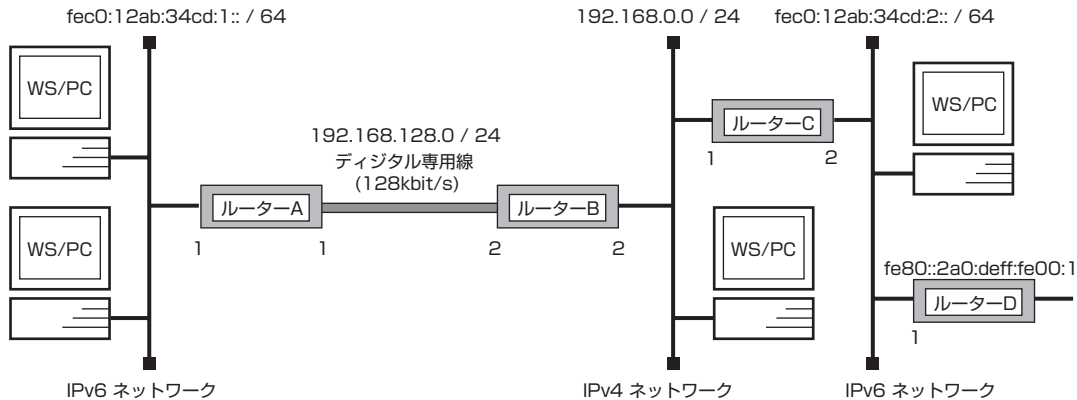 fec0:12ab:34cd:1:: / 64
192.168.0.0 / 24
fec0:12ab:34cd:2:: / 64
WS/PC
WS/PC
192.168.128.0 / 24
ディジタル専用線
(128kbit/s)
ルーターC
1
2
ルーターA
ルーターB
1
1
2
2
WS/PC
WS/PC
fe80::2a0:deff:fe00:1
ルーターD
1
IPv6 ネットワーク
IPv4 ネットワーク
IPv6 ネットワーク